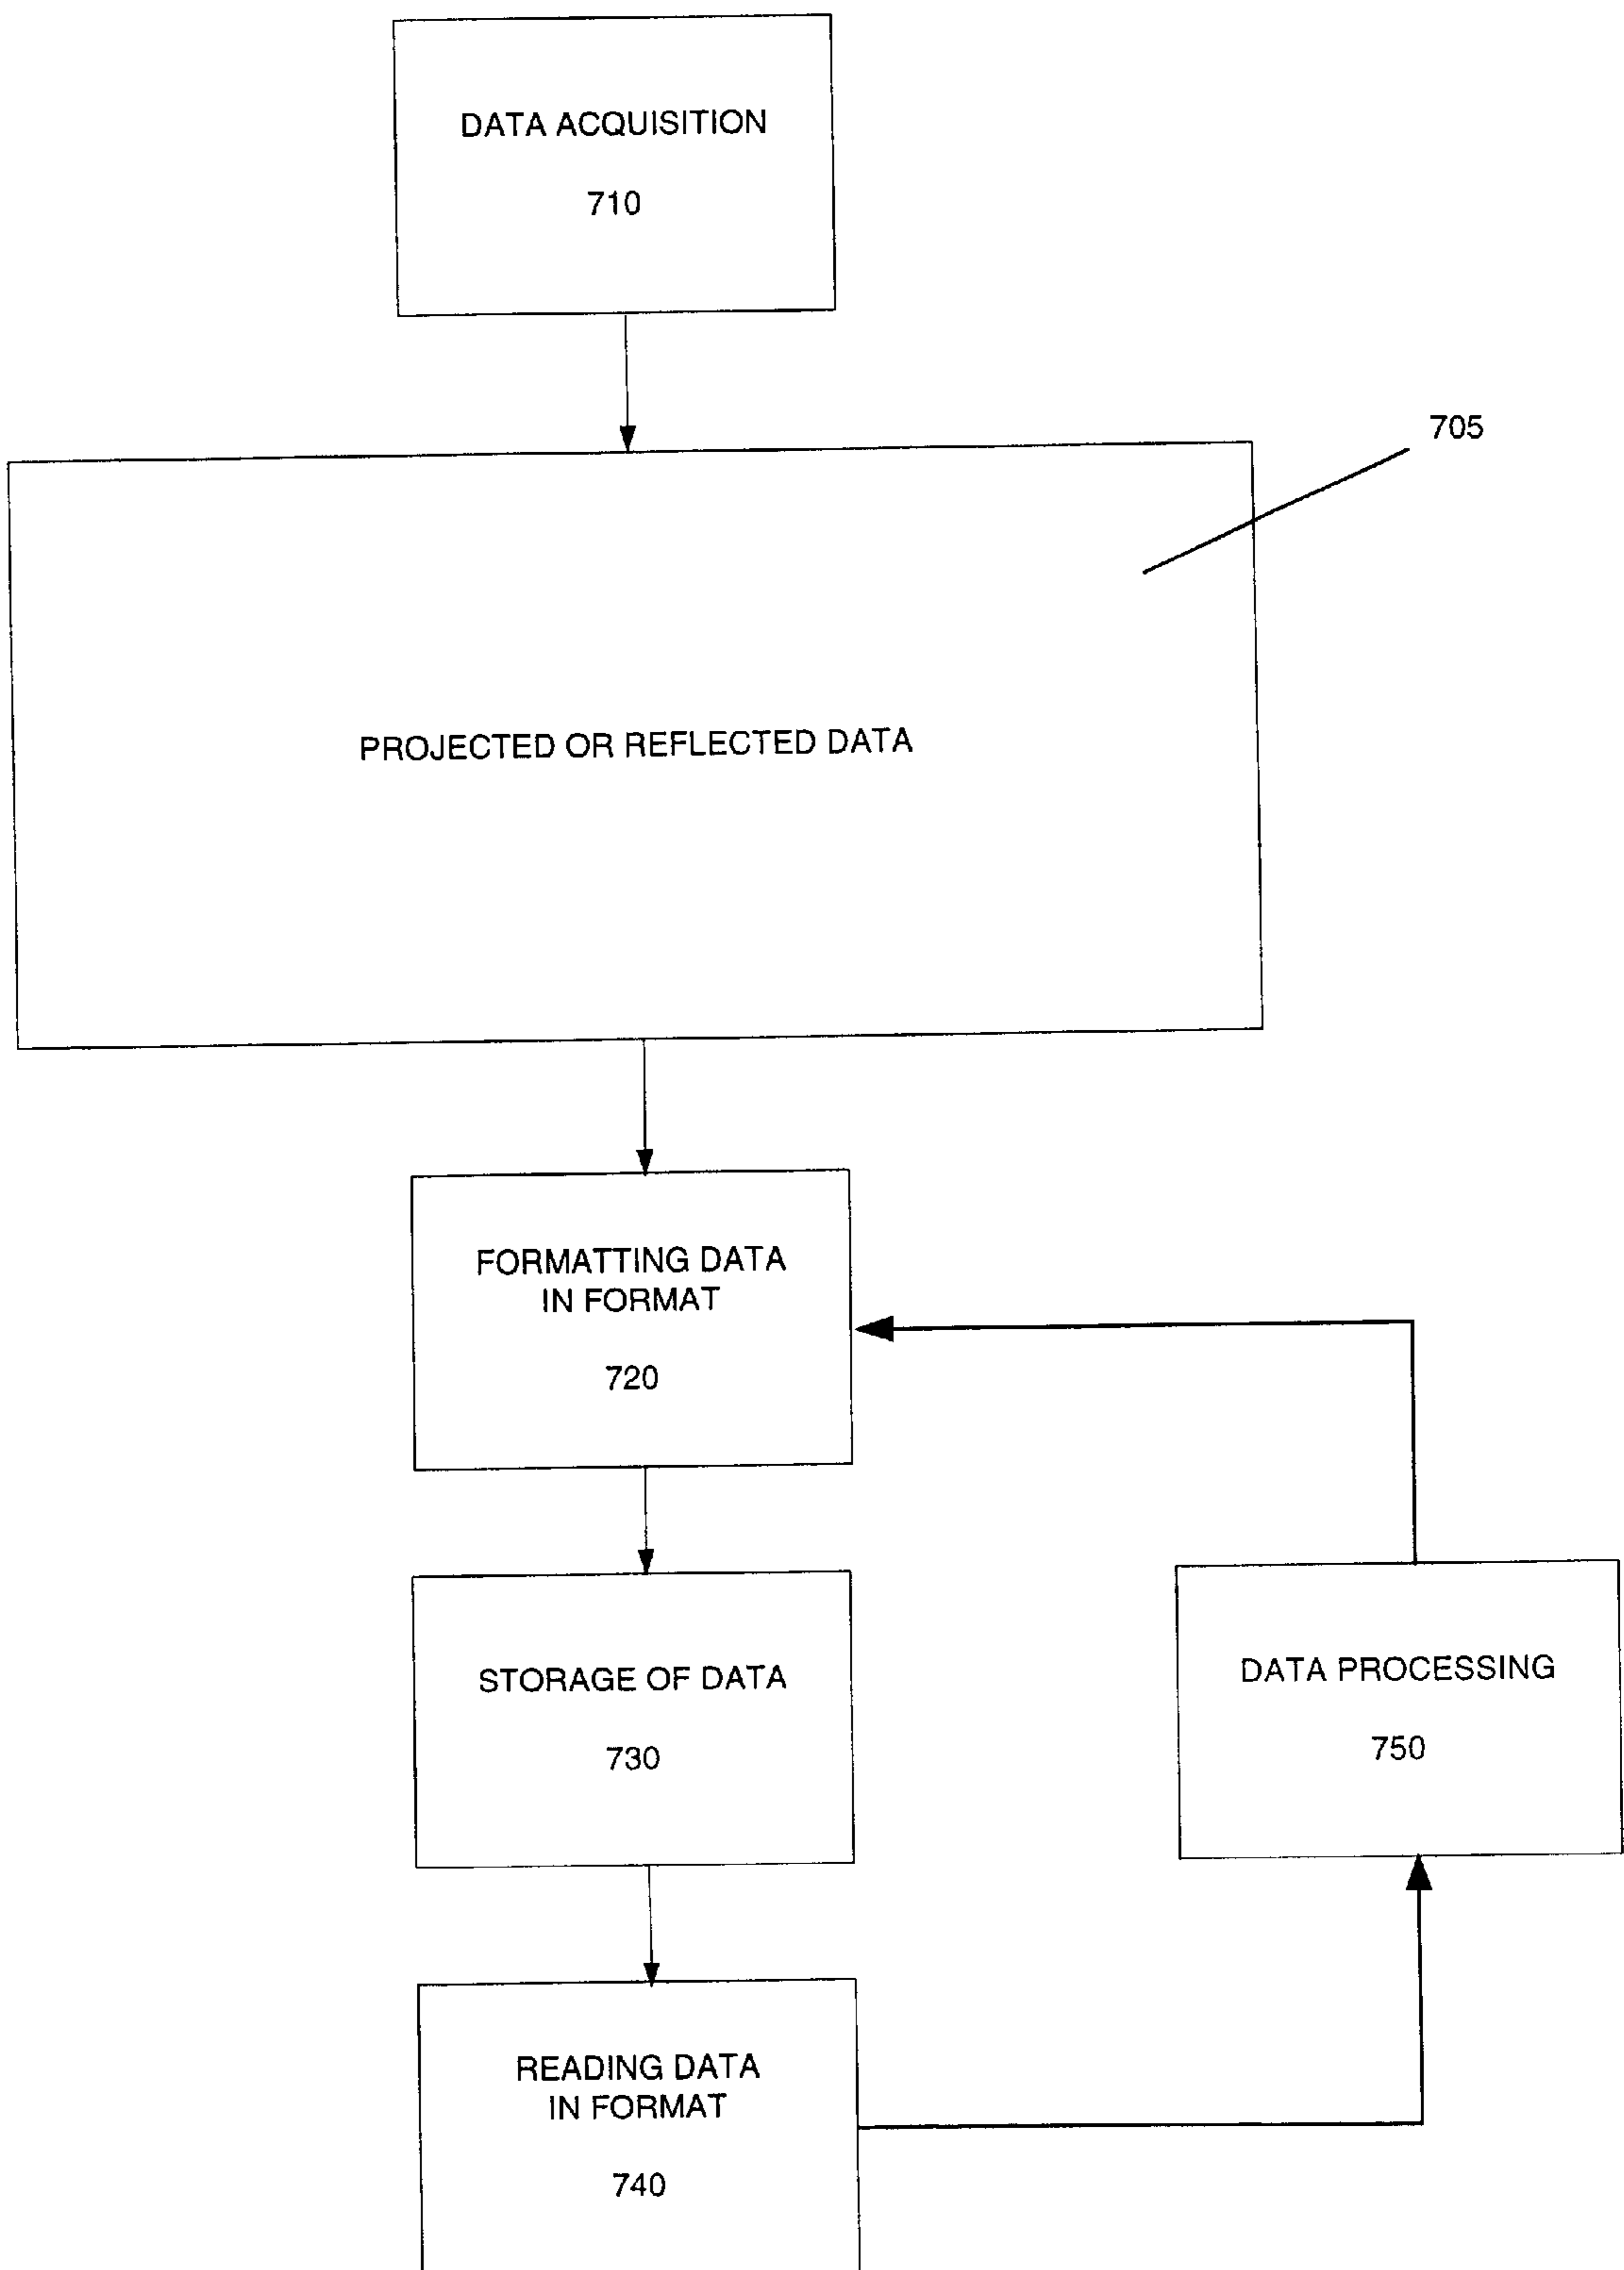 DATA ACQUISITION
710
705
PROJECTED OR REFLECTED DATA
FORMATTING DATA
IN FORMAT
720
STORAGE OF DATA
730
DATA PROCESSING
750
READING DATA
IN FORMAT
740